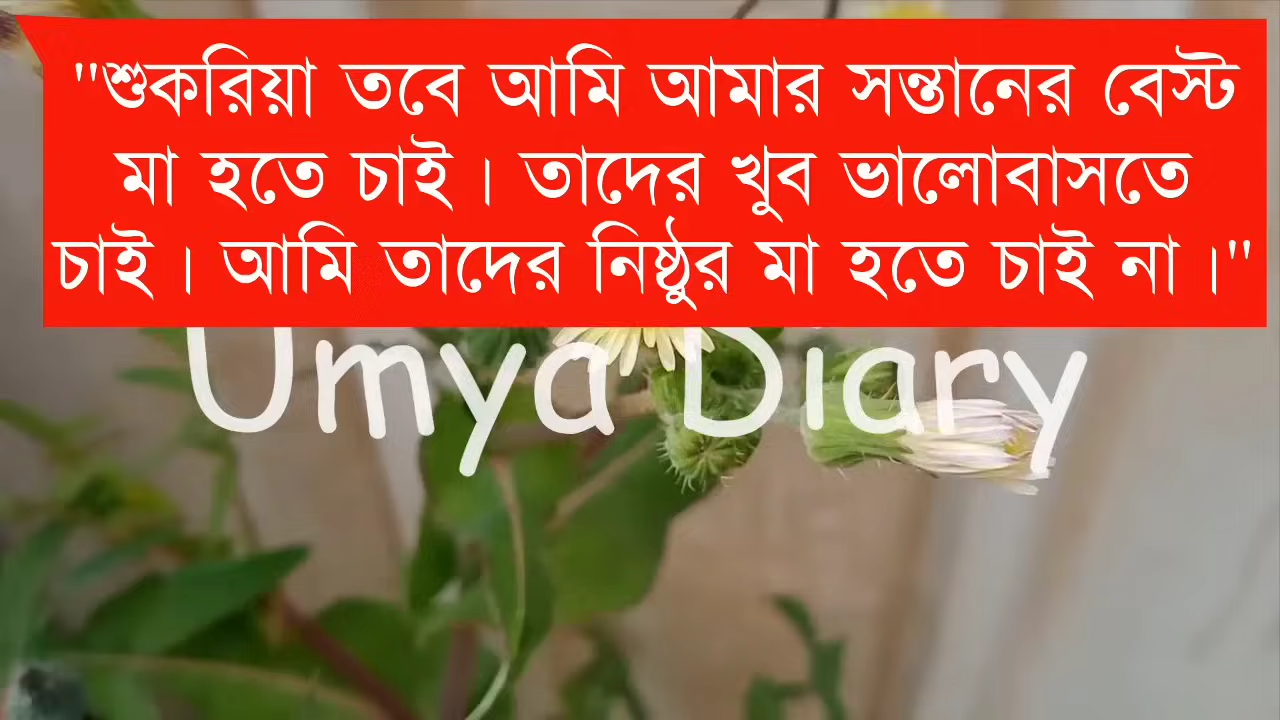 "শুকরিয়া তবে আমি আমার সন্তানের বেস্ট
মা হতে চাই। তাদের খুব ভালোবাসতে
চাই। আমি তাদের নিষ্ঠুর মা হতে চাই না।"
Umya Diary